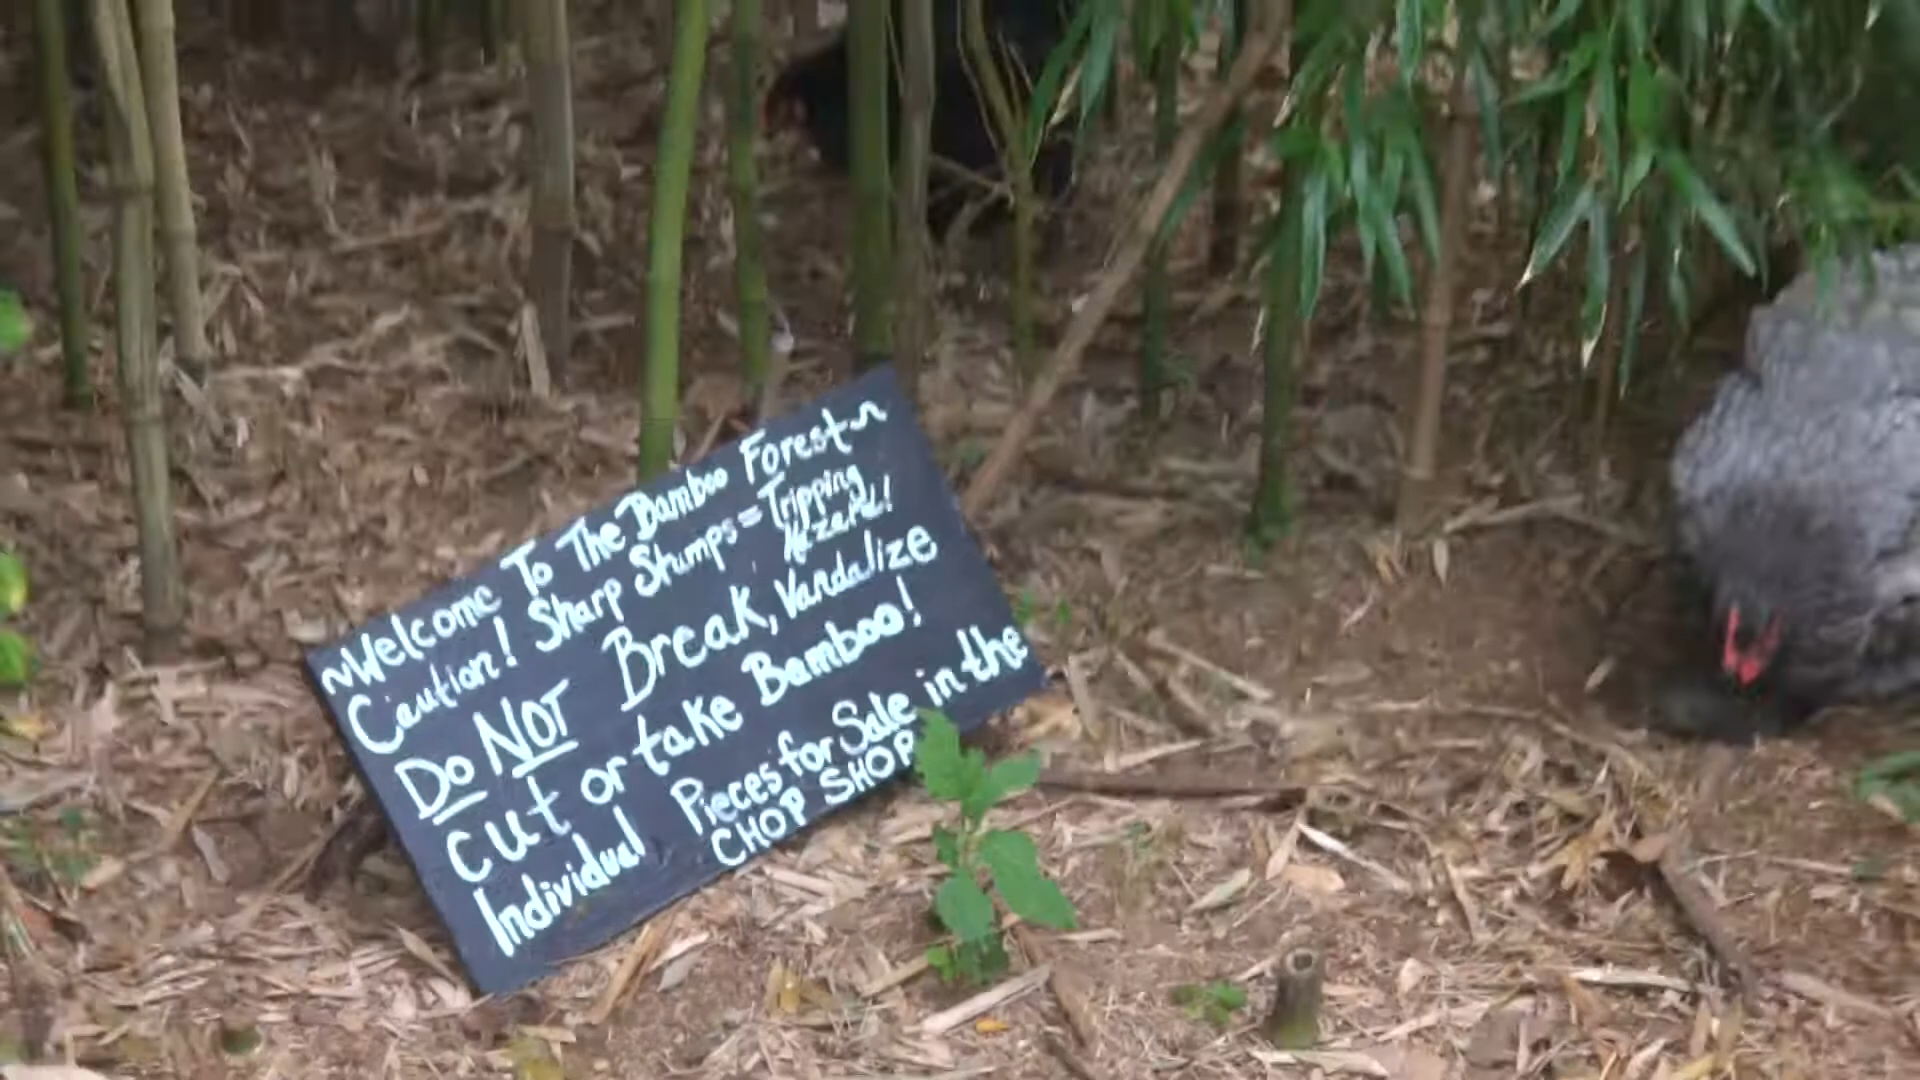 ~Welcome To The Bamboo Forest~
Caution! Sharp Stumps = Tripping
Hazard!
Do NOT Break, Vandalize
cut or take Bamboo!
Individual Pieces for Sale in the
CHOP SHOP